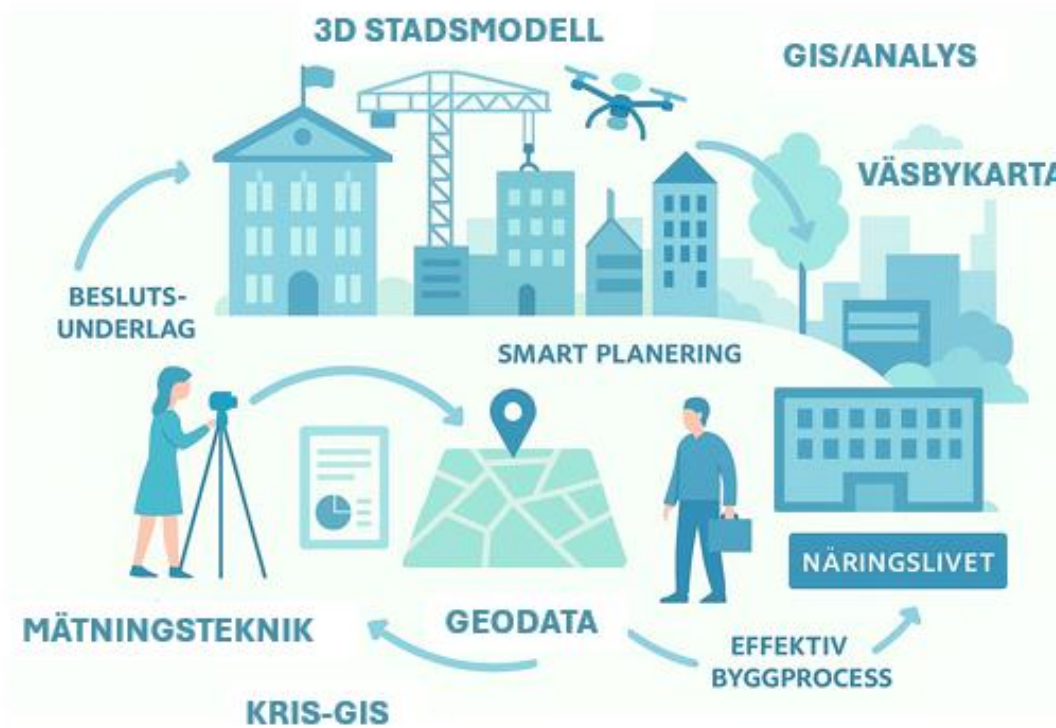 3D STADSMODELL
GIS/ANALYS
VÄSBYKARTA
BESLUTS-
UNDERLAG
SMART PLANERING
NÄRINGSLIVET
MÄTNINGSTEKNIK
GEODATA
EFFEKTIV
BYGGPROCESS
KRIS-GIS